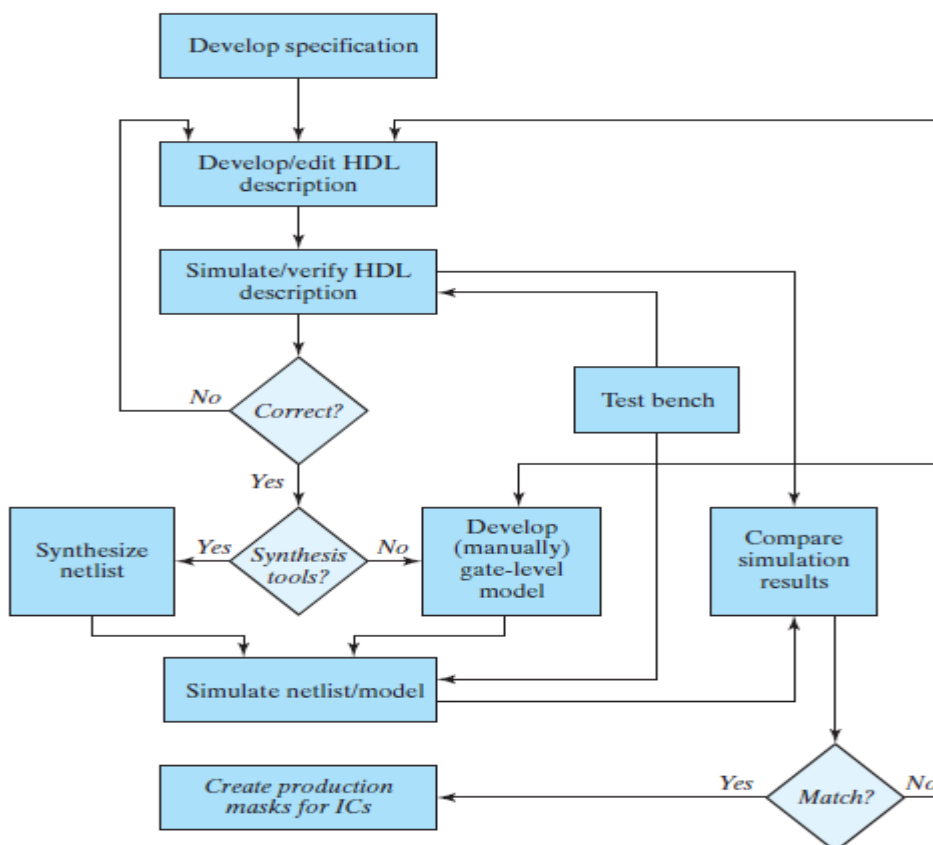 Develop specification
Develop/edit HDL
description
Simulate/verify HDL
description
No
Correct?
Test bench
Yes
Synthesize
netlist
Yes
Synthesis
tools?
No
Develop
(manually)
gate-level
model
Compare
simulation
results
Simulate netlist/model
Create production
masks for ICs
Yes
Match?
No